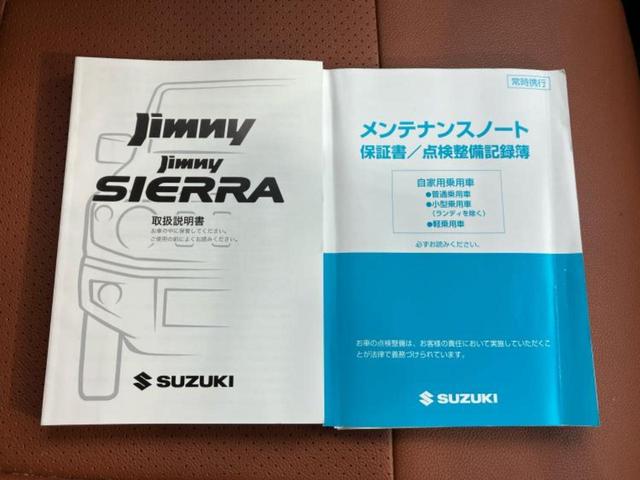 Jimny
Jimny
SIERRA
取扱説明書
お車の中に保管してください。
ご使用の前によくお読みください。
SUZUKI
常時携行
メンテナンスノート
保証書／点検整備記録簿
自家用乗用車
●普通乗用車
●小型乗用車
(ランディを除く)
●軽乗用車
必ずお読みください。
お車の点検整備は、お客様の責任において実施していただくこ
とが法律で義務づけられています。
SUZUKI